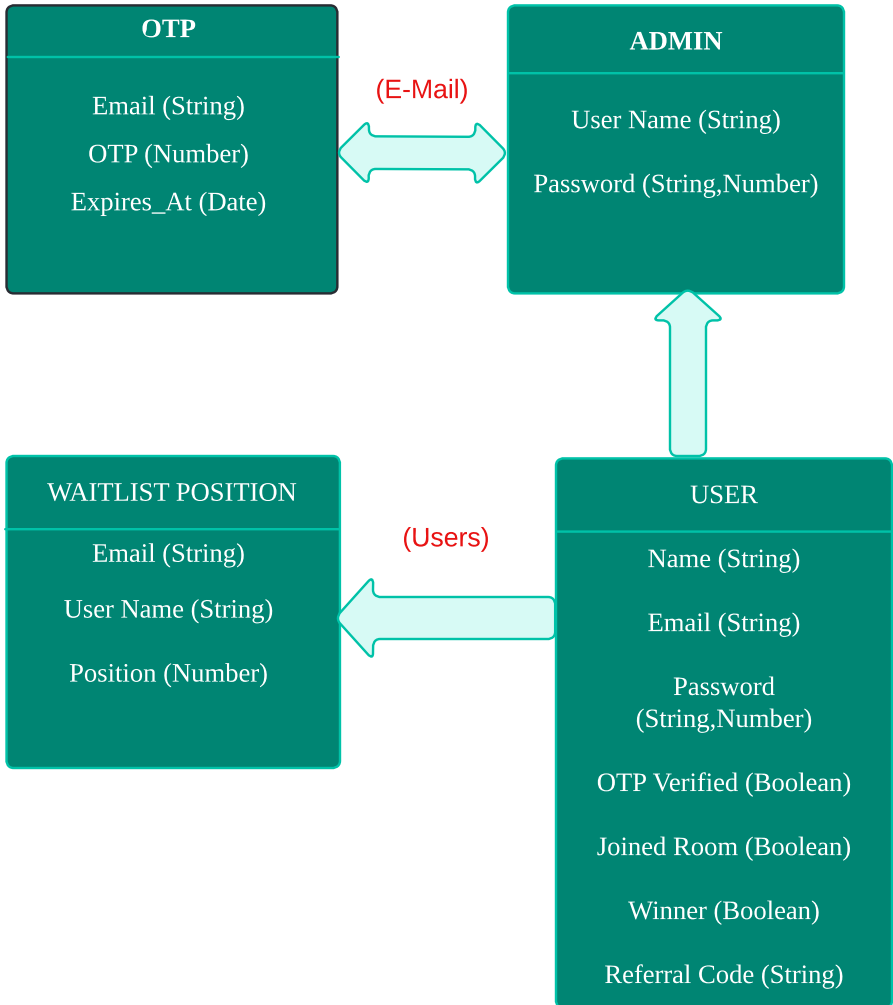 OTP
Email (String)
OTP (Number)
Expires_At (Date)
(E-Mail)
ADMIN
User Name (String)
Password (String,Number)
WAITLIST POSITION
Email (String)
User Name (String)
Position (Number)
(Users)
USER
Name (String)
Email (String)
Password
(String,Number)
OTP Verified (Boolean)
Joined Room (Boolean)
Winner (Boolean)
Referral Code (String)